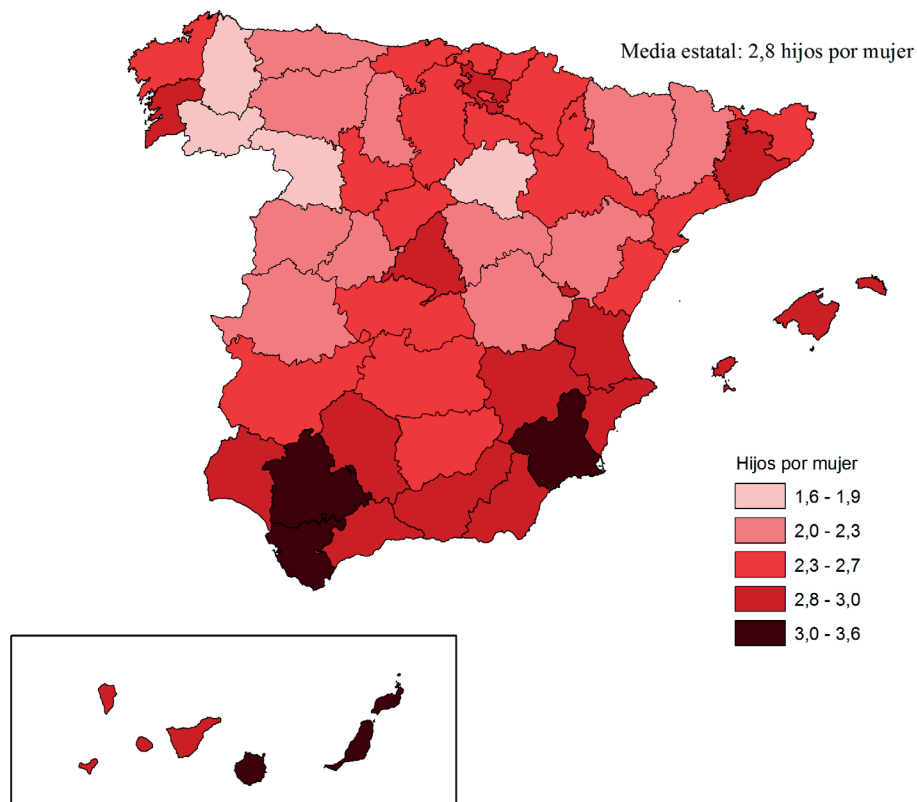 Media estatal: 2,8 hijos por mujer
Hijos por mujer
1,6 - 1,9
2,0 - 2,3
2,3 - 2,7
2,8 - 3,0
3,0 - 3,6